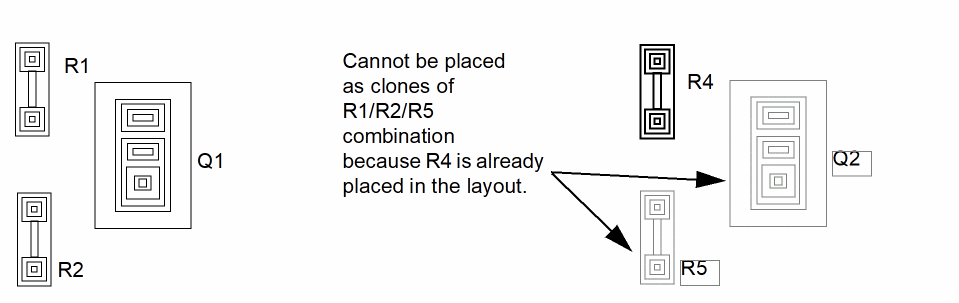 R1
Q1
R2
Cannot be placed
as clones of
R1/R2/R5
combination
because R4 is already
placed in the layout.
R4
Q2
R5